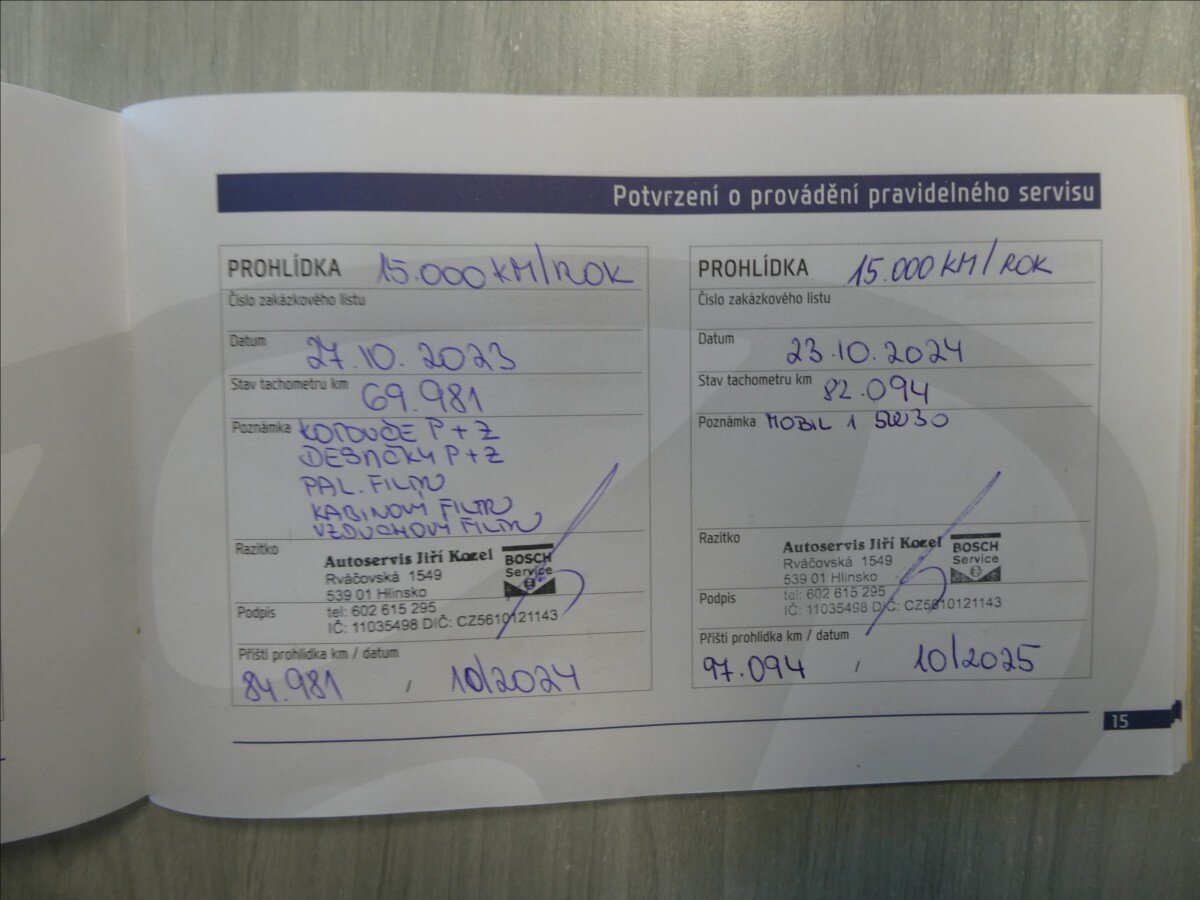 Potvrzení o provádění pravidelného servisu
PROHLÍDKA 15.000 KM/ROK
Číslo zakázkového listu
Datum 27.10.2023
Stav tachometru km 69.981
Poznámka KOTOUČE P+Z
DESTIČKY P+Z
PAL. FILTR
KABINOVÝ FILTR
VZDUCHOVÝ FILTR
Razítko
Autoservis Jiří Kozel
Rváčovská 1549
539 01 Hlinsko
tel: 602 615 295
IČ: 11035498 DIČ: CZ5610121143
BOSCH
Service
Podpis
Příští prohlídka km / datum
84.981 / 10/2024
PROHLÍDKA 15.000 KM/ROK
Číslo zakázkového listu
Datum 23.10.2024
Stav tachometru km 82.094
Poznámka MOBIL 1 5W30
Razítko
Autoservis Jiří Kozel
Rváčovská 1549
539 01 Hlinsko
tel: 602 615 295
IČ: 11035498 DIČ: CZ5610121143
BOSCH
Service
Podpis
Příští prohlídka km / datum
97.094 / 10/2025
15